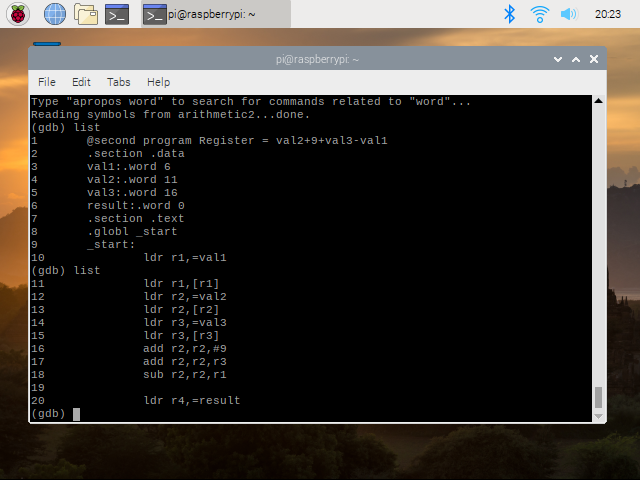 pi@raspberrypi: ~
20:23
pi@raspberrypi: ~
File Edit Tabs Help
Type "apropos word" to search for commands related to "word"...
Reading symbols from arithmetic2...done.
(gdb) list
1       @second program Register = val2+9+val3-val1
2       .section .data
3       val1:.word 6
4       val2:.word 11
5       val3:.word 16
6       result:.word 0
7       .section .text
8       .globl _start
9       _start:
10               ldr r1,=val1
(gdb) list
11               ldr r1,[r1]
12               ldr r2,=val2
13               ldr r2,[r2]
14               ldr r3,=val3
15               ldr r3,[r3]
16               add r2,r2,#9
17               add r2,r2,r3
18               sub r2,r2,r1
19
20               ldr r4,=result
(gdb)